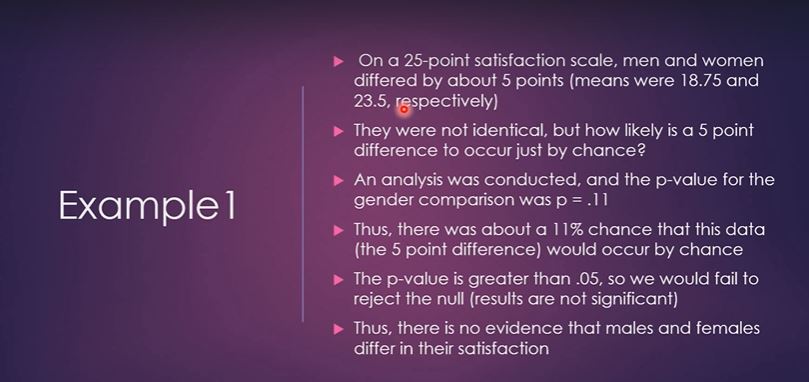 Example1
On a 25-point satisfaction scale, men and women
differed by about 5 points (means were 18.75 and
23.5, respectively)
They were not identical, but how likely is a 5 point
difference to occur just by chance?
An analysis was conducted, and the p-value for the
gender comparison was p = .11
Thus, there was about a 11% chance that this data
(the 5 point difference) would occur by chance
The p-value is greater than .05, so we would fail to
reject the null (results are not significant)
Thus, there is no evidence that males and females
differ in their satisfaction